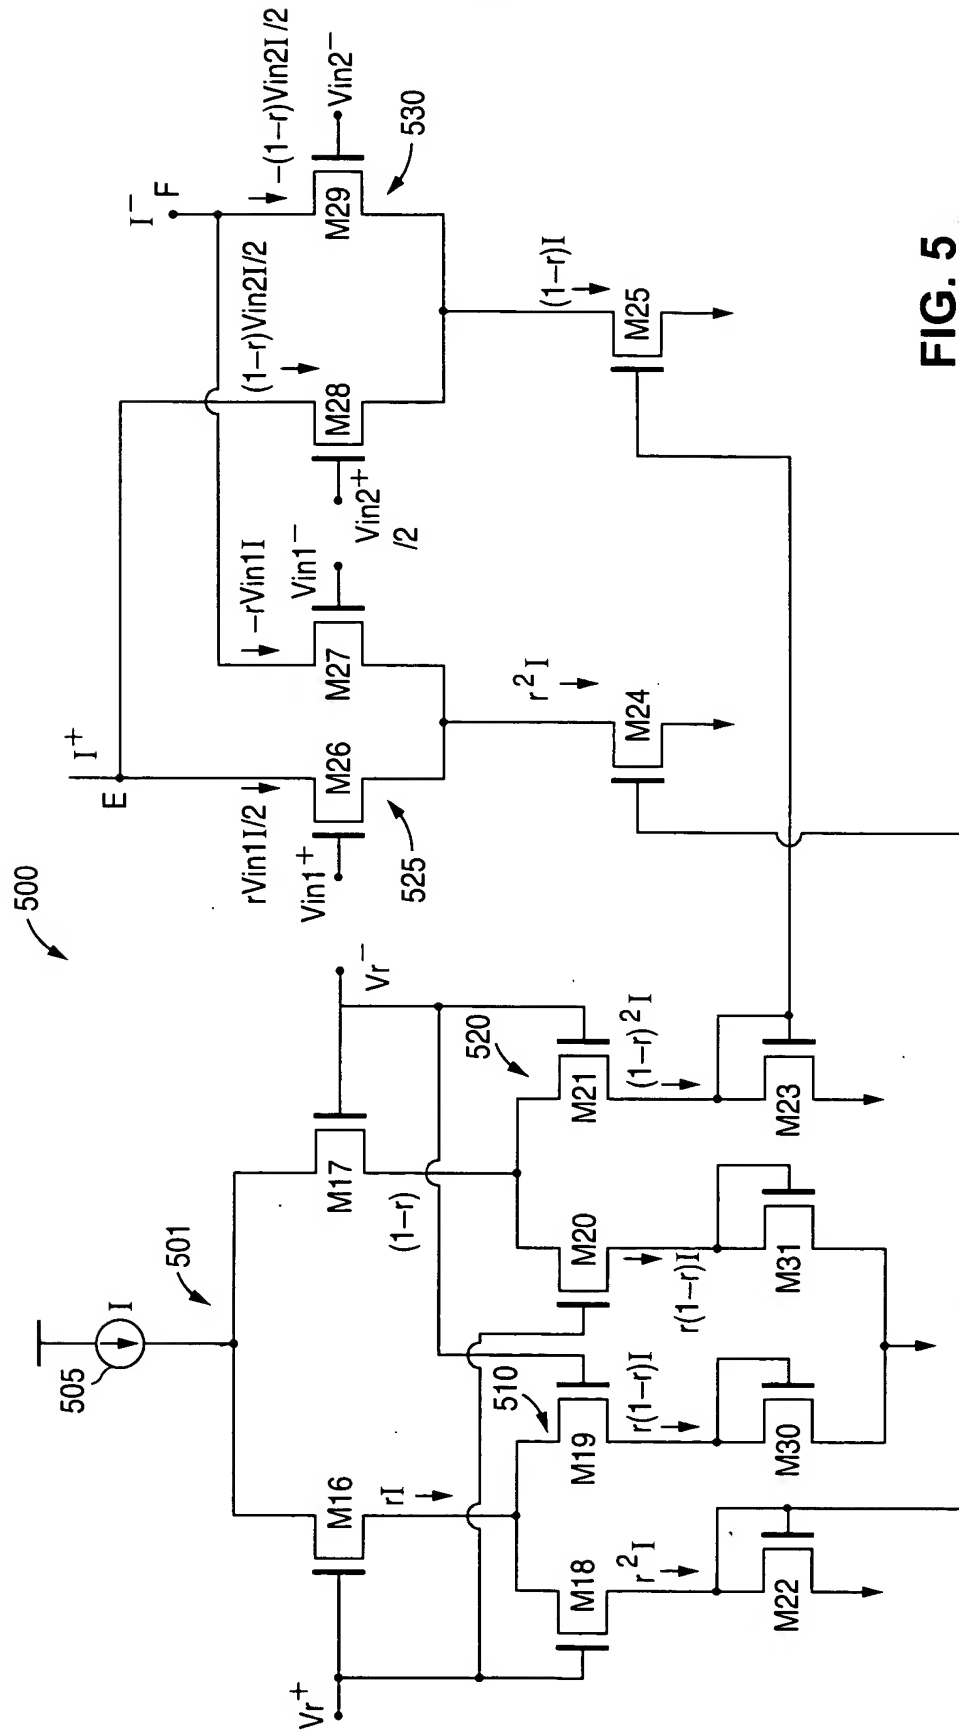 500
505
I
501
Vr⁺
M16
M17
Vr⁻
rI
(1−r)
510
520
M18
M19
M20
M21
r²I
r(1−r)I
r(1−r)I
(1−r)²I
M22
M30
M31
M23
I⁺
E
I⁻
F
rVin1I/2
−rVin1I
(1−r)Vin2I/2
−(1−r)Vin2I/2
Vin1⁺
M26
M27
Vin1⁻
Vin2⁺
/2
M28
M29
Vin2⁻
525
530
r²I
(1−r)I
M24
M25
FIG. 5